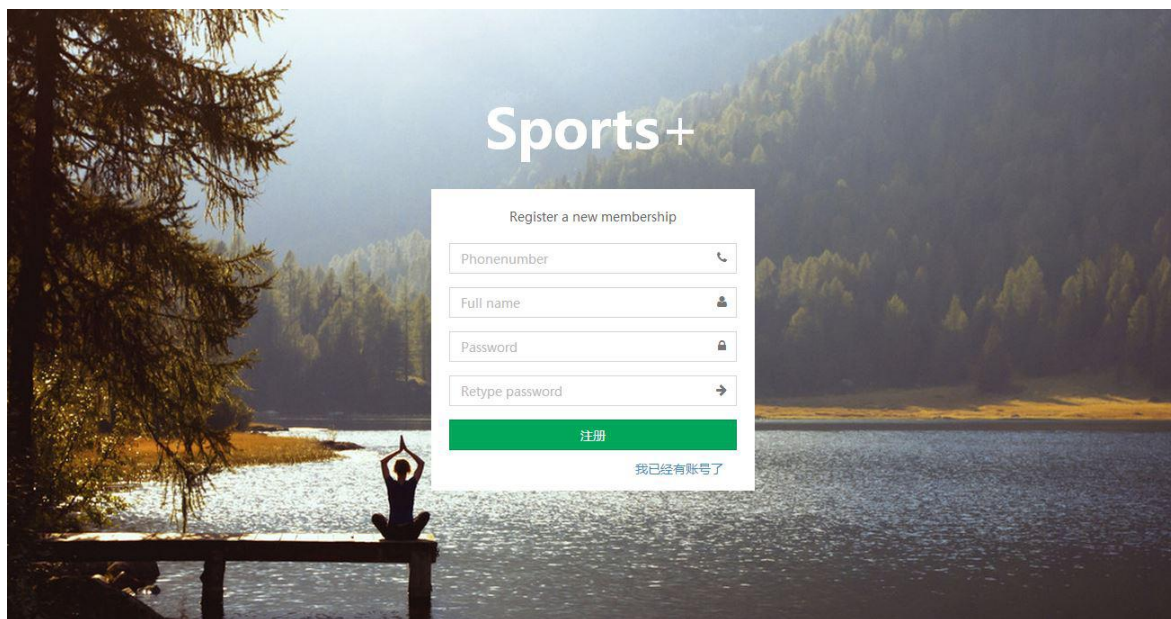 Sports+
Register a new membership
Phonenumber
Full name
Password
Retype password
注册
我已经有账号了